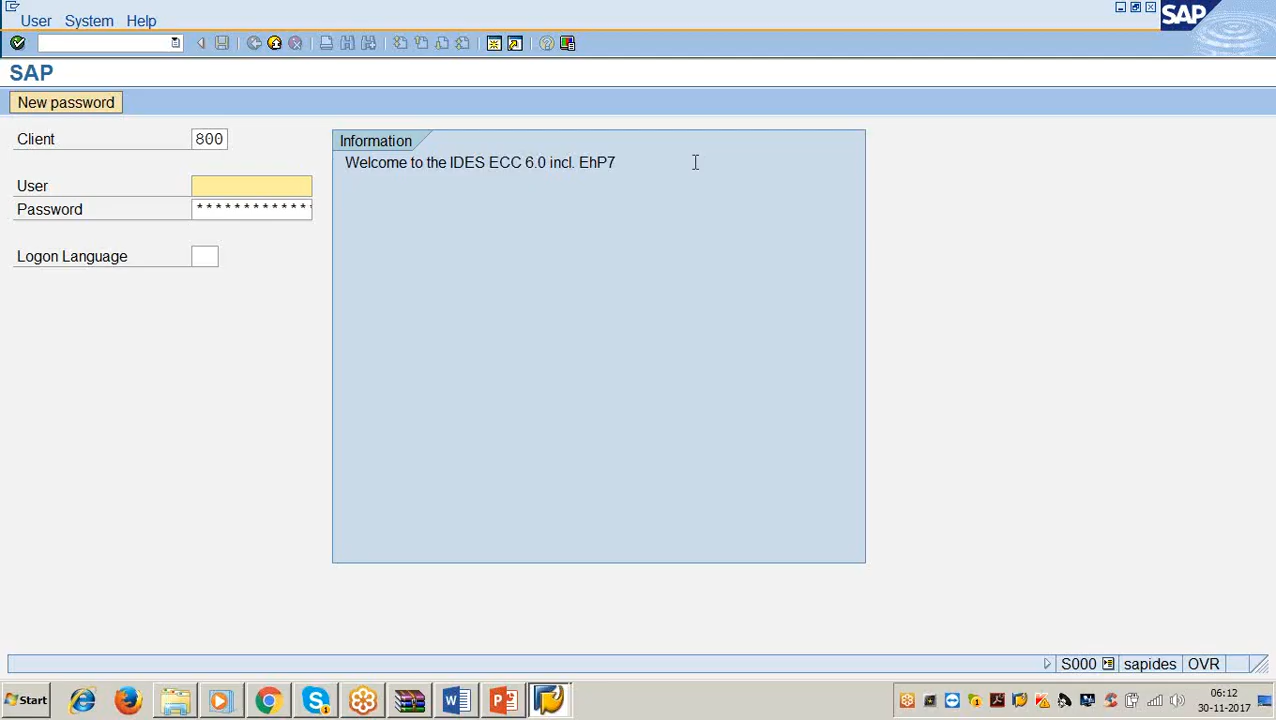 User System Help
SAP
SAP
New password
Client 800
Information
Welcome to the IDES ECC 6.0 incl. EhP7
User
Password *************
Logon Language
S000 sapides OVR
Start
06:12
30-11-2017